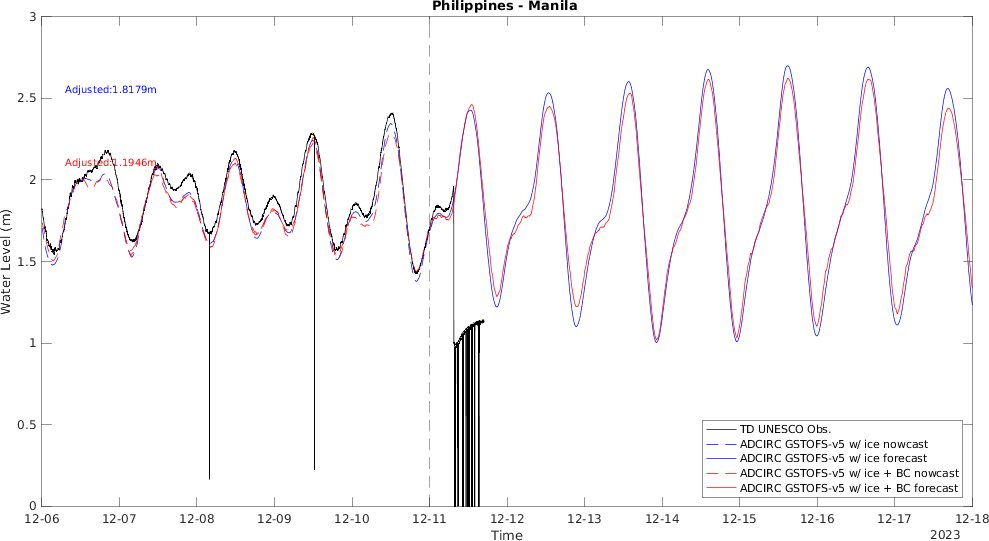 Philippines - Manila
3
2.5
2
1.5
1
0.5
0
Water Level (m)
Adjusted:1.8179m
Adjusted:1.1946m
TD UNESCO Obs.
ADCIRC GSTOFS-v5 w/ ice nowcast
ADCIRC GSTOFS-v5 w/ ice forecast
ADCIRC GSTOFS-v5 w/ ice + BC nowcast
ADCIRC GSTOFS-v5 w/ ice + BC forecast
12-06 12-07 12-08 12-09 12-10 12-11 12-12 12-13 12-14 12-15 12-16 12-17 12-18
Time
2023